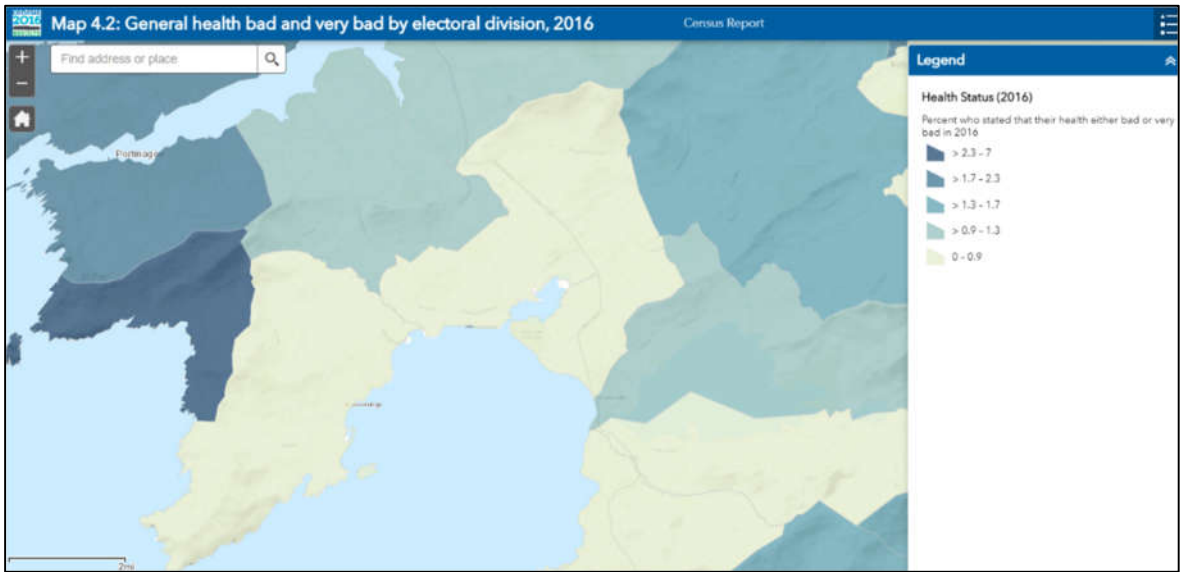 2016
Map 4.2: General health bad and very bad by electoral division, 2016
Census Report
+
Find address or place
−
Portmagee
2mi
Legend
Health Status (2016)
Percent who stated that their health either bad or very
bad in 2016
> 2.3 - 7
> 1.7 - 2.3
> 1.3 - 1.7
> 0.9 - 1.3
0 - 0.9